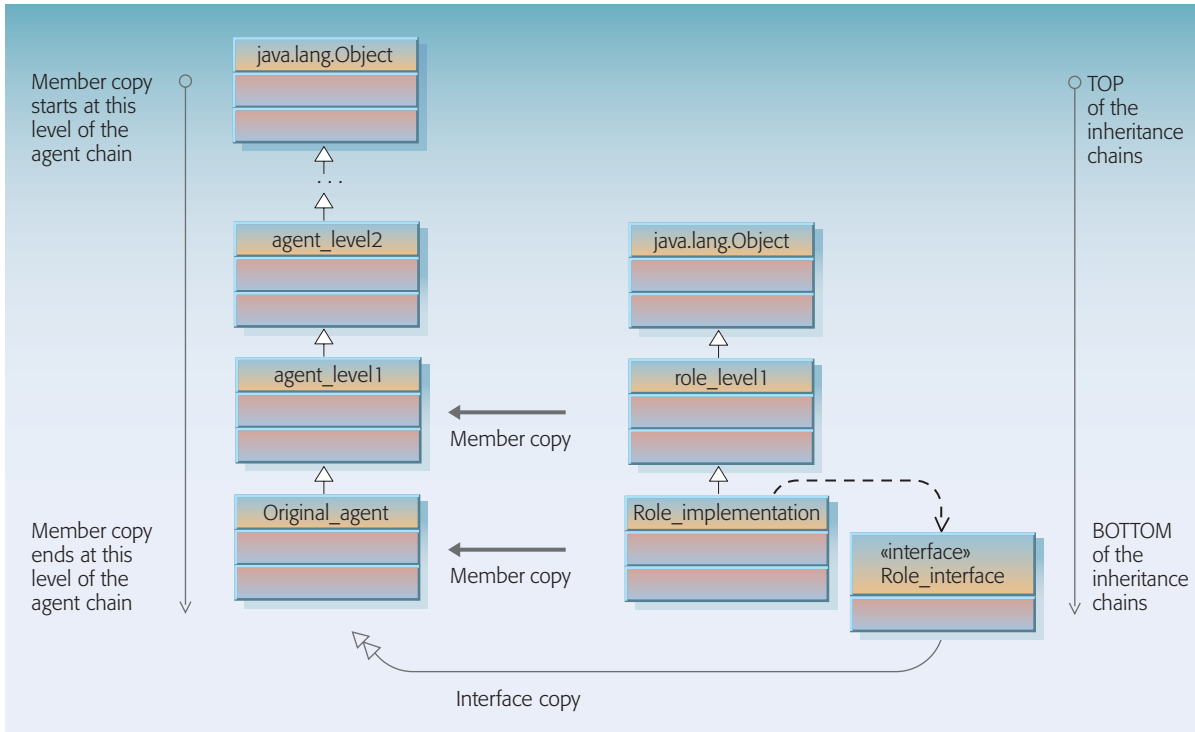 java.lang.Object
Member copy
starts at this
level of the
agent chain
TOP
of the
inheritance
chains
. . .
agent_level2
java.lang.Object
agent_level1
role_level1
Member copy
Original_agent
Role_implementation
Member copy
Member copy
ends at this
level of the
agent chain
«interface»
Role_interface
BOTTOM
of the
inheritance
chains
Interface copy